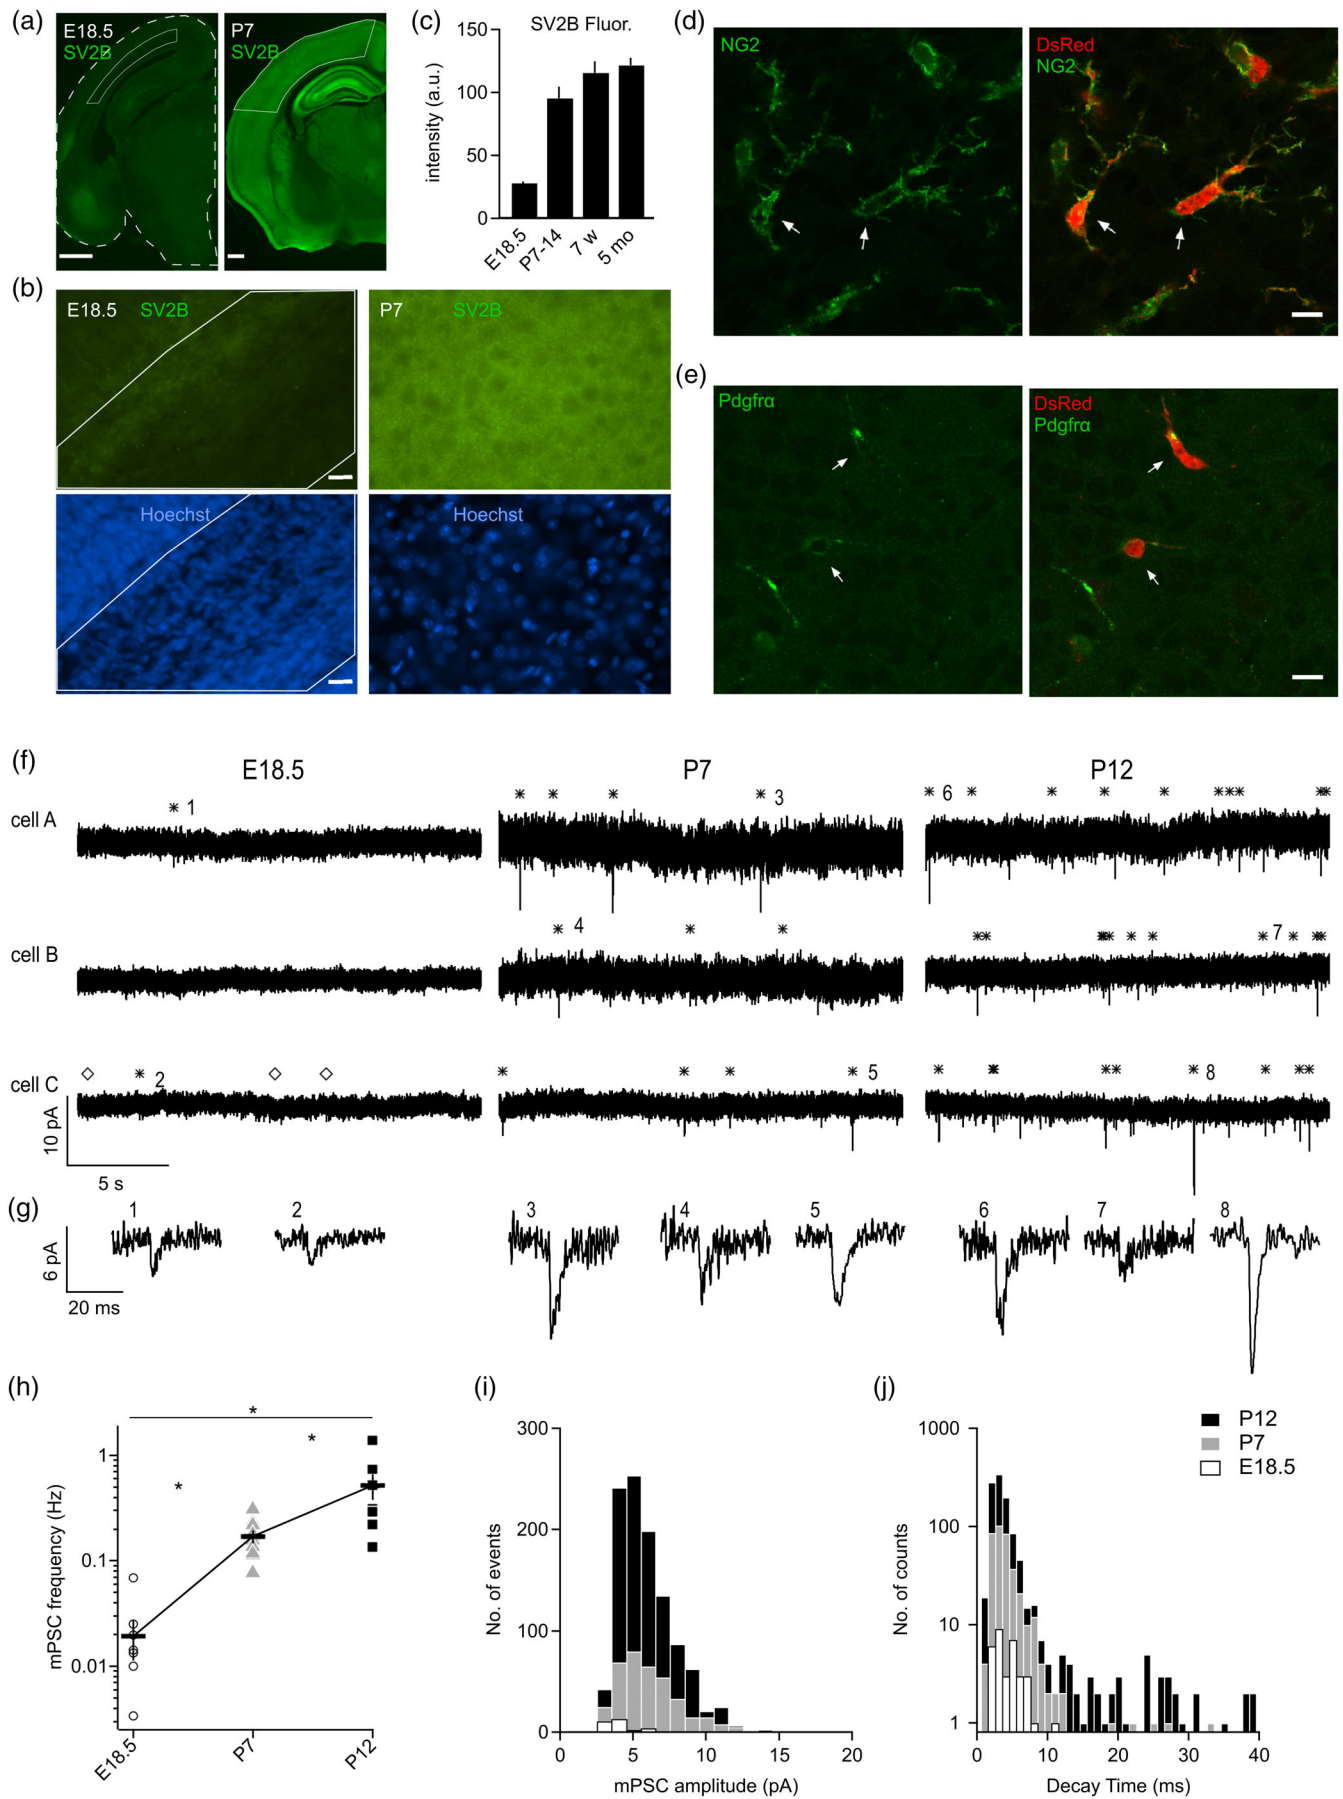 (a)
E18.5
SV2B
P7
SV2B
(c)
SV2B Fluor.
intensity (a.u.)
150
100
50
0
E18.5
P7-14
7 w
5 mo
(d)
NG2
DsRed
NG2
(b)
E18.5 SV2B
P7 SV2B
Hoechst
Hoechst
(e)
Pdgfrα
DsRed
Pdgfrα
(f)
E18.5
P7
P12
cell A
* 1
* * * * 3
* 6 * * * * *** **
cell B
* 4 * *
** *** * * * 7 * **
cell C
◇ * 2 ◇ ◇
* * * * 5
* * ** * 8 * **
10 pA
5 s
(g)
1
2
3
4
5
6
7
8
6 pA
20 ms
(h)
mPSC frequency (Hz)
1
0.1
0.01
*
*
*
E18.5
P7
P12
(i)
No. of events
300
200
100
0
0 5 10 15 20
mPSC amplitude (pA)
(j)
No. of counts
1000
100
10
1
0 10 20 30 40
Decay Time (ms)
P12
P7
E18.5